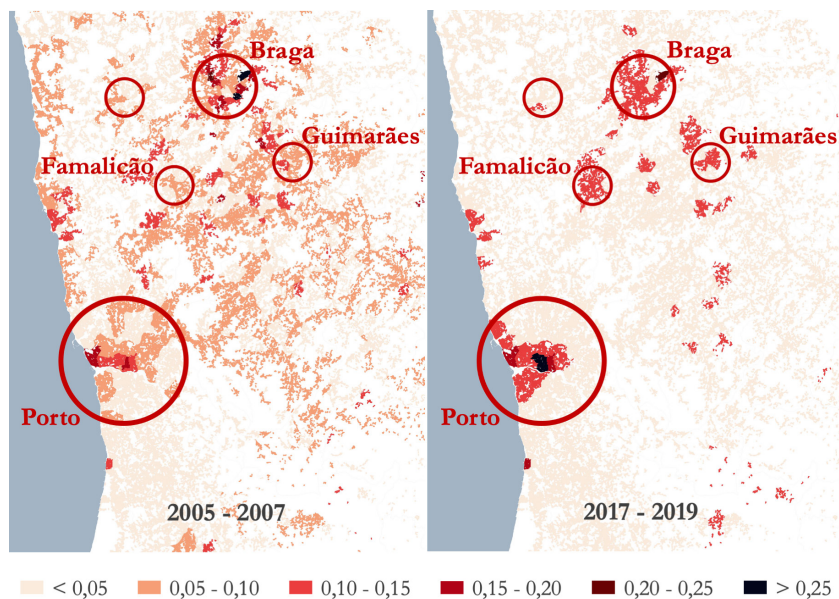 Braga
Guimarães
Famalicão
Porto
2005 - 2007
Braga
Guimarães
Famalicão
Porto
2017 - 2019
< 0,05
0,05 - 0,10
0,10 - 0,15
0,15 - 0,20
0,20 - 0,25
> 0,25